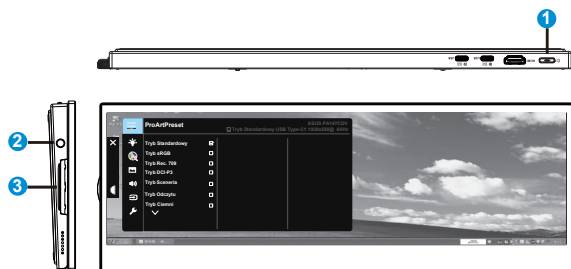 1
2
3
ProArtPreset
ASUS PA147CDV
Tryb Standardowy USB Type-C1 1920x550@ 60Hz
Tryb Standardowy
Tryb sRGB
Tryb Rec. 709
Tryb DCI-P3
Tryb Sceneria
Tryb Odczytu
Tryb Ciemni